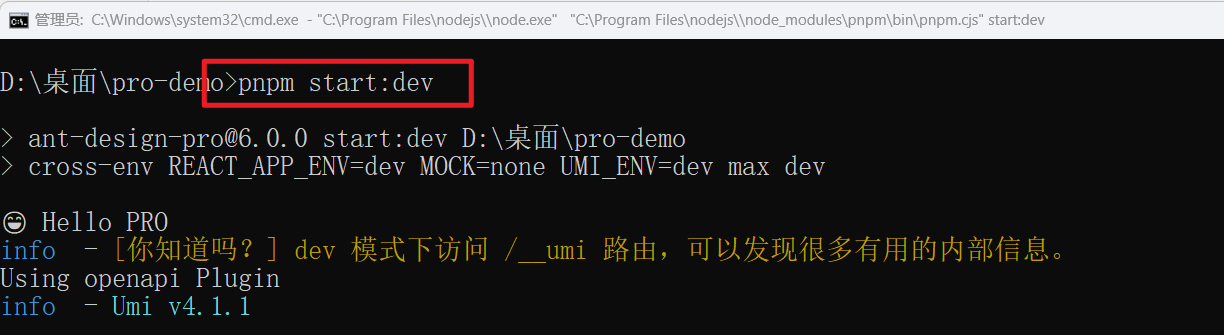 管理员: C:\Windows\system32\cmd.exe - "C:\Program Files\nodejs\\node.exe" "C:\Program Files\nodejs\\node_modules\pnpm\bin\pnpm.cjs" start:dev
D:\桌面\pro-demo>pnpm start:dev
> ant-design-pro@6.0.0 start:dev D:\桌面\pro-demo
> cross-env REACT_APP_ENV=dev MOCK=none UMI_ENV=dev max dev
😄 Hello PRO
info  - [你知道吗？] dev 模式下访问 /__umi 路由，可以发现很多有用的内部信息。
Using openapi Plugin
info  - Umi v4.1.1